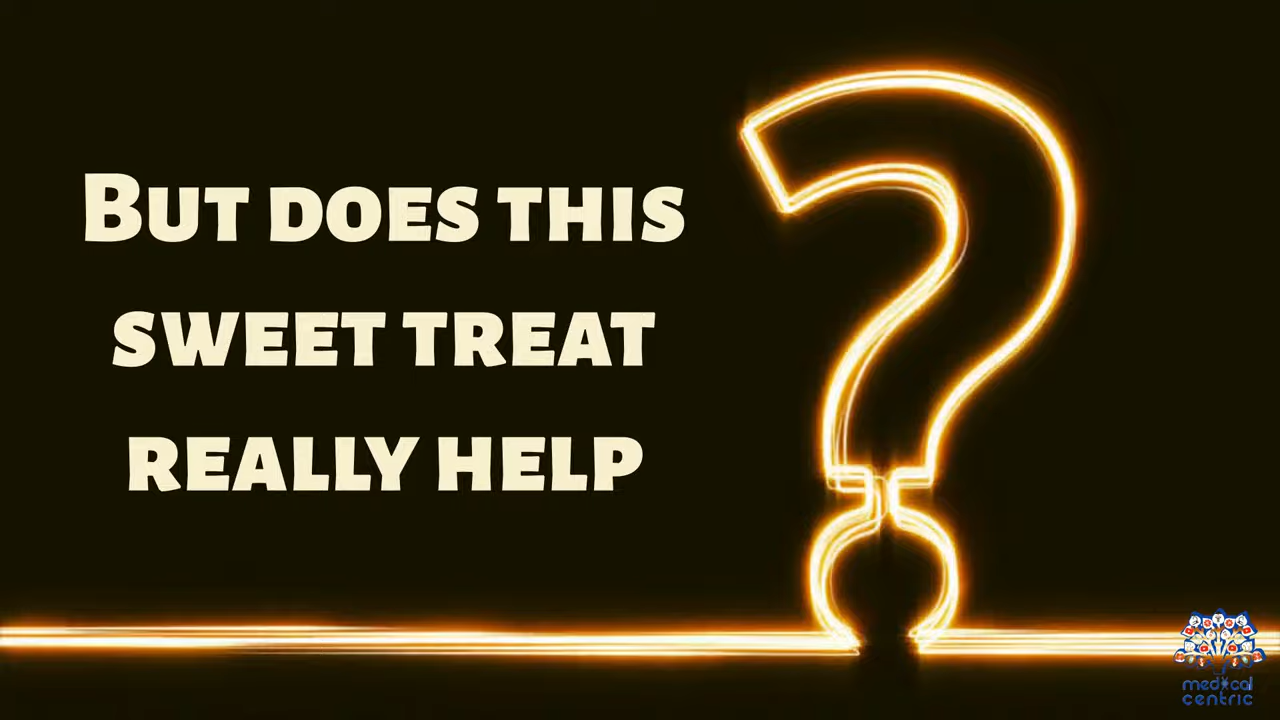 But does this
sweet treat
really help
?
medical
centric